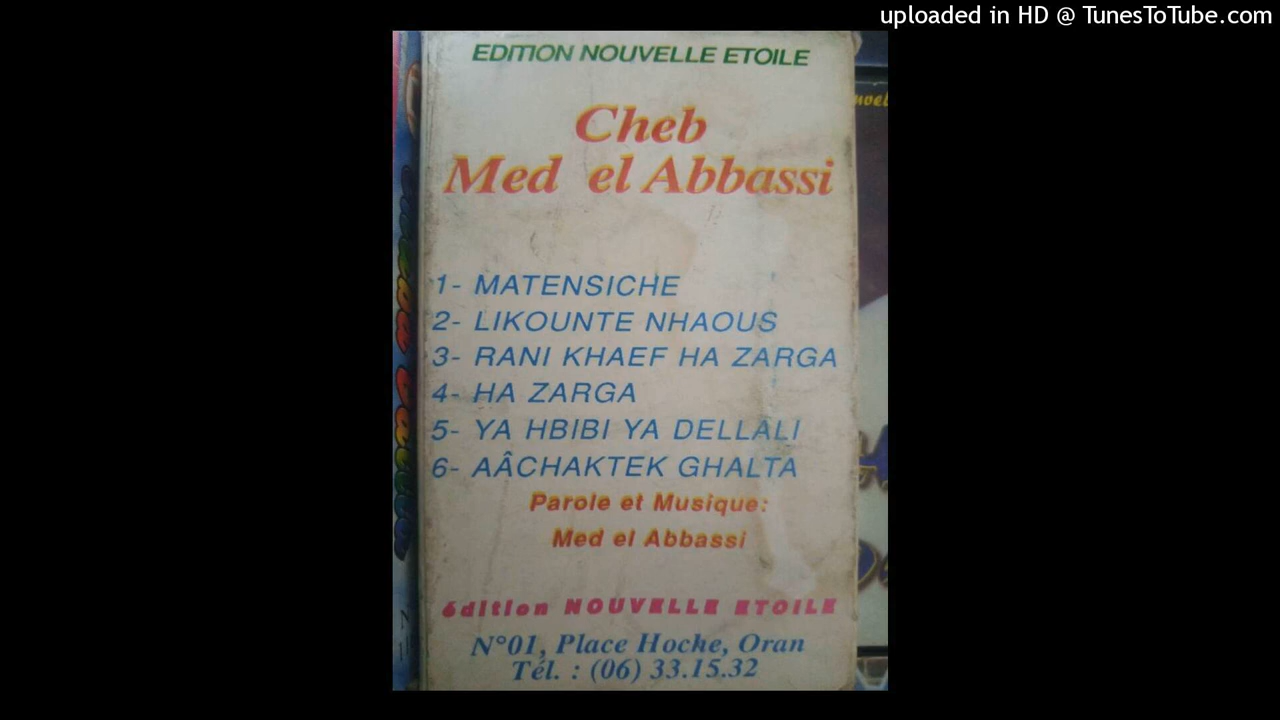 uploaded in HD @ TunesToTube.com
EDITION NOUVELLE ETOILE
Cheb
Med el Abbassi
1- MATENSICHE
2- LIKOUNTE NHAOUS
3- RANI KHAEF HA ZARGA
4- HA ZARGA
5- YA HBIBI YA DELLALI
6- AÂCHAKTEK GHALTA
Parole et Musique:
Med el Abbassi
édition NOUVELLE ETOILE
N°01, Place Hoche, Oran
Tél. : (06) 33.15.32